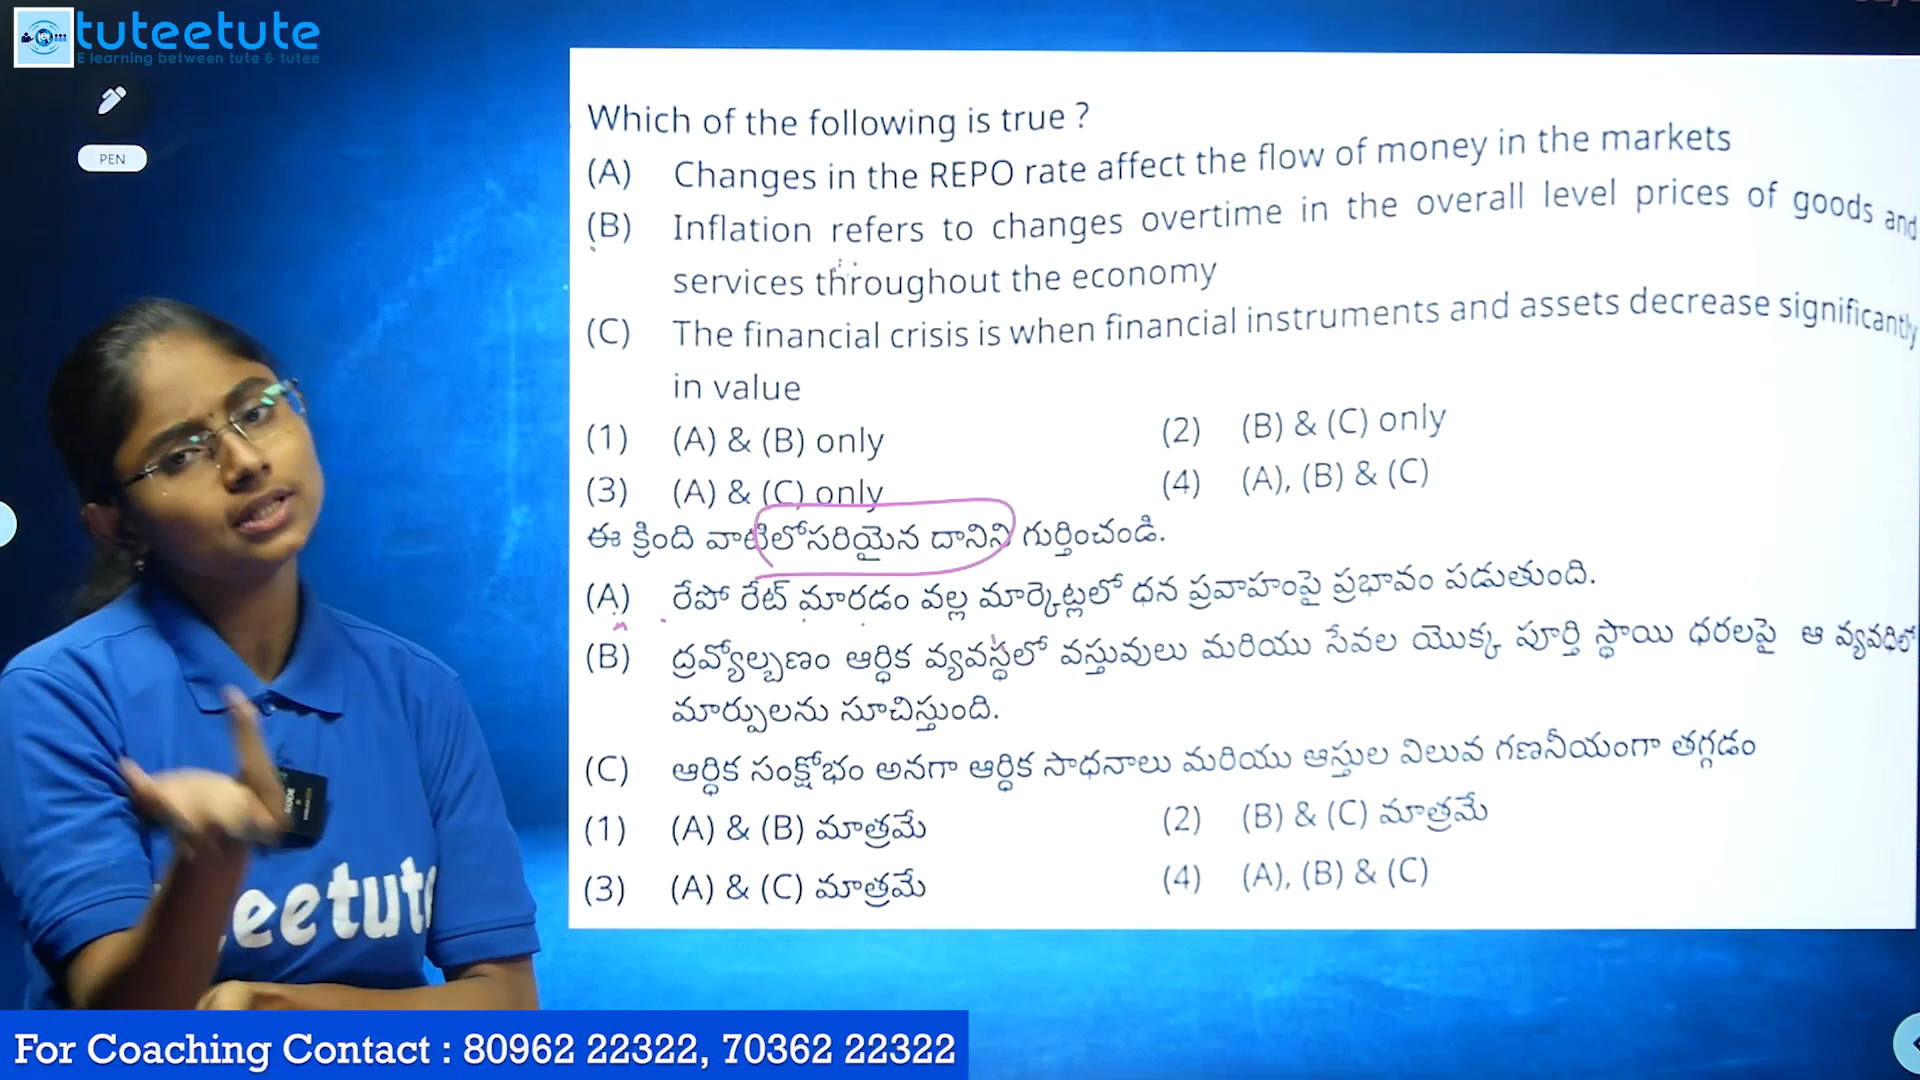 tuteetute
E learning between tute & tutee
PEN
Which of the following is true ?
(A) Changes in the REPO rate affect the flow of money in the markets
(B) Inflation refers to changes overtime in the overall level prices of goods and
services throughout the economy
(C) The financial crisis is when financial instruments and assets decrease significantly
in value
(1) (A) & (B) only (2) (B) & (C) only
(3) (A) & (C) only (4) (A), (B) & (C)
ఈ క్రింది వాటిలోసరియైన దానిని గుర్తించండి.
(A) రేపో రేట్ మారడం వల్ల మార్కెట్లలో ధన ప్రవాహంపై ప్రభావం పడుతుంది.
(B) ద్రవ్యోల్బణం ఆర్ధిక వ్యవస్థలో వస్తువులు మరియు సేవల యొక్క పూర్తి స్థాయి ధరలపై ఆ వ్యవధిలో
మార్పులను సూచిస్తుంది.
(C) ఆర్ధిక సంక్షోభం అనగా ఆర్ధిక సాధనాలు మరియు ఆస్తుల విలువ గణనీయంగా తగ్గడం
(1) (A) & (B) మాత్రమే (2) (B) & (C) మాత్రమే
(3) (A) & (C) మాత్రమే (4) (A), (B) & (C)
RODE
eetute
For Coaching Contact : 80962 22322, 70362 22322